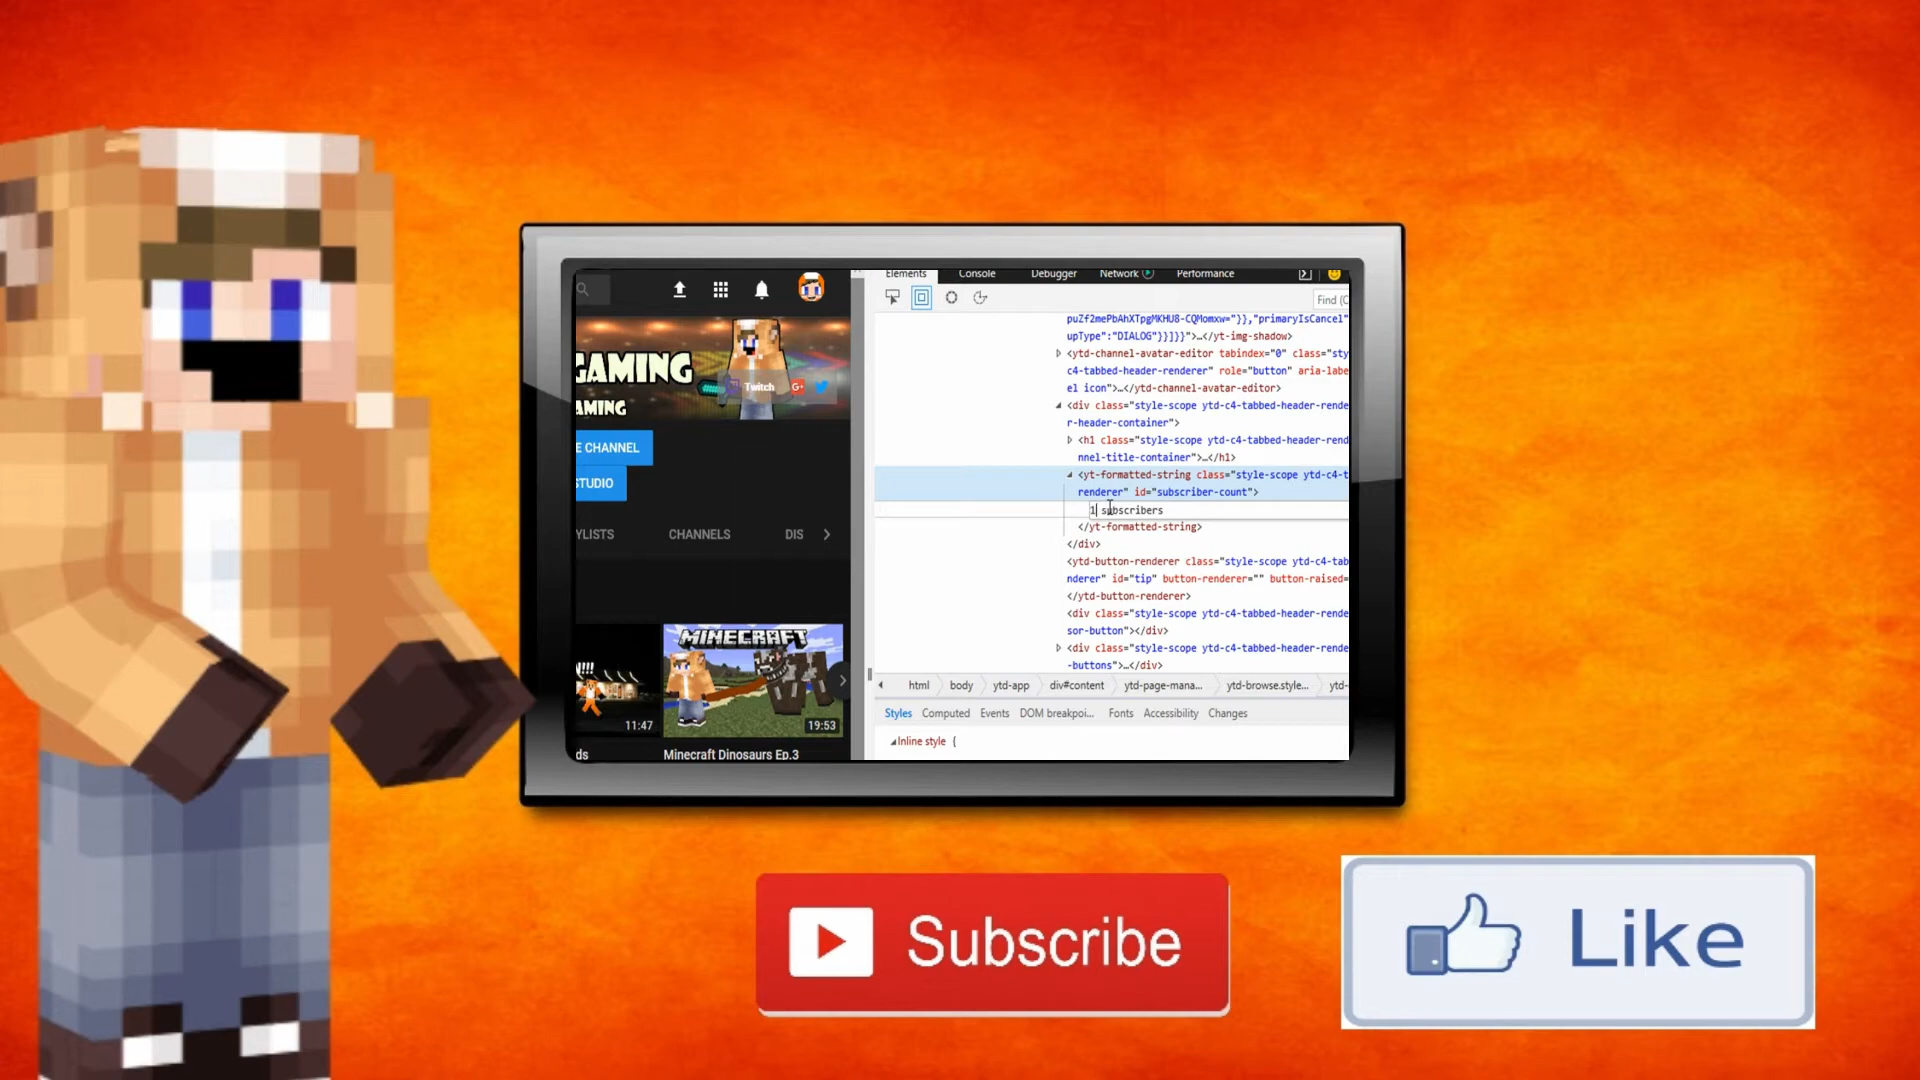 Elements Console Debugger Network Performance
Find (C
GAMING
Twitch G+
AMING
E CHANNEL
STUDIO
YLISTS CHANNELS DIS
MINECRAFT
!!!
11:47
19:53
ds
Minecraft Dinosaurs Ep.3
puZf2mePbAhXTpgMKHU8-CQMomxw="}},"primaryIsCancel"
upType":"DIALOG"}}]}}">…</yt-img-shadow>
<ytd-channel-avatar-editor tabindex="0" class="sty
c4-tabbed-header-renderer" role="button" aria-labe
el icon">…</ytd-channel-avatar-editor>
<div class="style-scope ytd-c4-tabbed-header-rende
r-header-container">
<h1 class="style-scope ytd-c4-tabbed-header-rend
nnel-title-container">…</h1>
<yt-formatted-string class="style-scope ytd-c4-t
renderer" id="subscriber-count">
1 subscribers
</yt-formatted-string>
</div>
<ytd-button-renderer class="style-scope ytd-c4-tab
nderer" id="tip" button-renderer="" button-raised=
</ytd-button-renderer>
<div class="style-scope ytd-c4-tabbed-header-rende
sor-button"></div>
<div class="style-scope ytd-c4-tabbed-header-rende
-buttons">…</div>
html body ytd-app div#content ytd-page-mana... ytd-browse.style... ytd-
Styles Computed Events DOM breakpoi... Fonts Accessibility Changes
Inline style {
Subscribe
Like